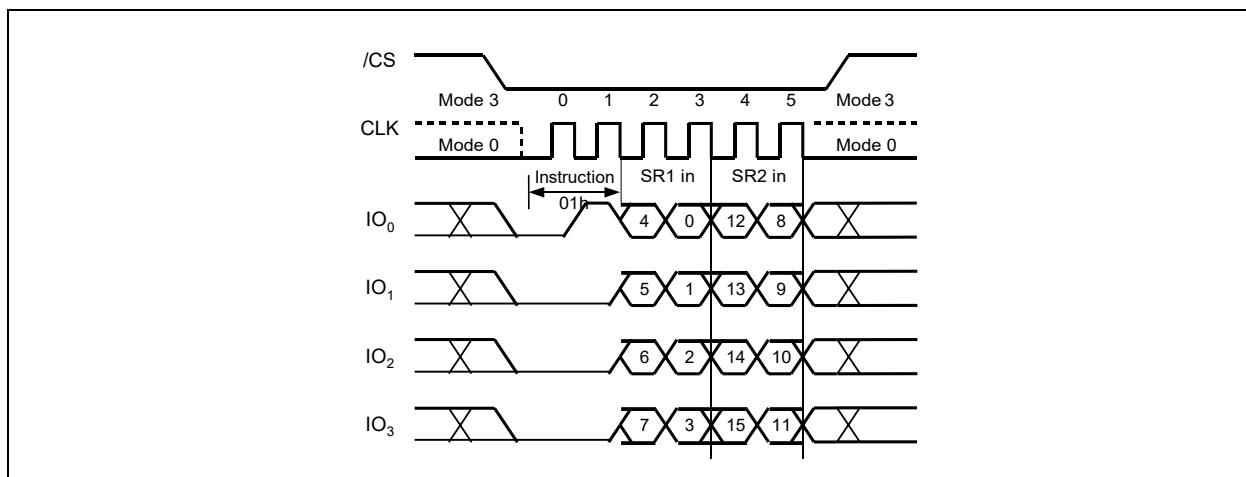 /CS
Mode 3 0 1 2 3 4 5 Mode 3
CLK
Mode 0 Mode 0
Instruction SR1 in SR2 in
01h
IO0 4 0 12 8
IO1 5 1 13 9
IO2 6 2 14 10
IO3 7 3 15 11